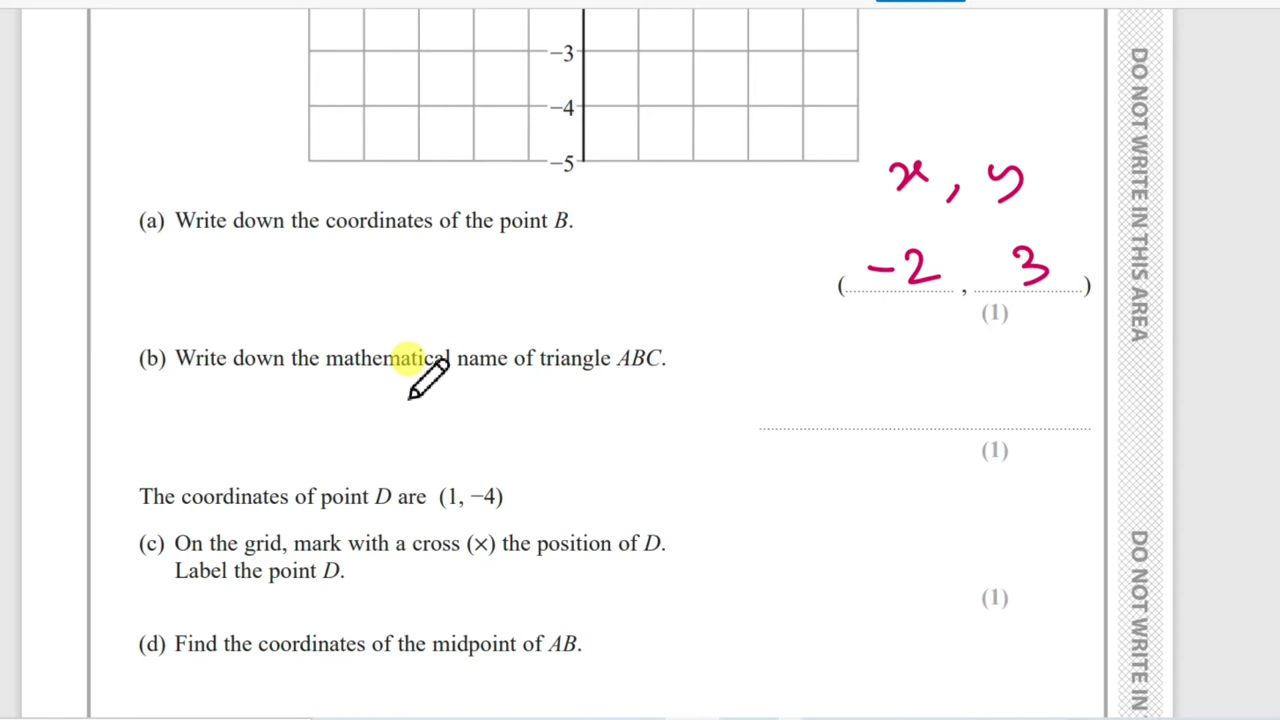 −3
−4
−5
x, y
(a) Write down the coordinates of the point B.
(−2, 3)
(1)
(b) Write down the mathematical name of triangle ABC.
(1)
The coordinates of point D are (1, −4)
(c) On the grid, mark with a cross (×) the position of D.
Label the point D.
(1)
(d) Find the coordinates of the midpoint of AB.
DO NOT WRITE IN THIS AREA
DO NOT WRITE IN